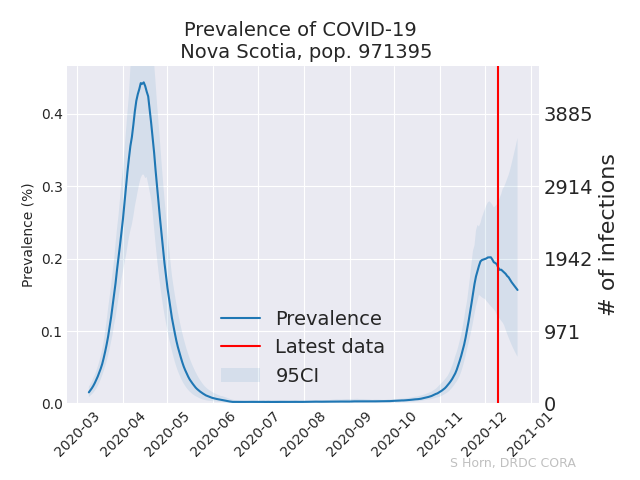 Prevalence of COVID-19
Nova Scotia, pop. 971395
Prevalence (%)
0.4
0.3
0.2
0.1
0.0
3885
2914
1942
971
0
# of infections
Prevalence
Latest data
95CI
2020-03
2020-04
2020-05
2020-06
2020-07
2020-08
2020-09
2020-10
2020-11
2020-12
2021-01
S Horn, DRDC CORA